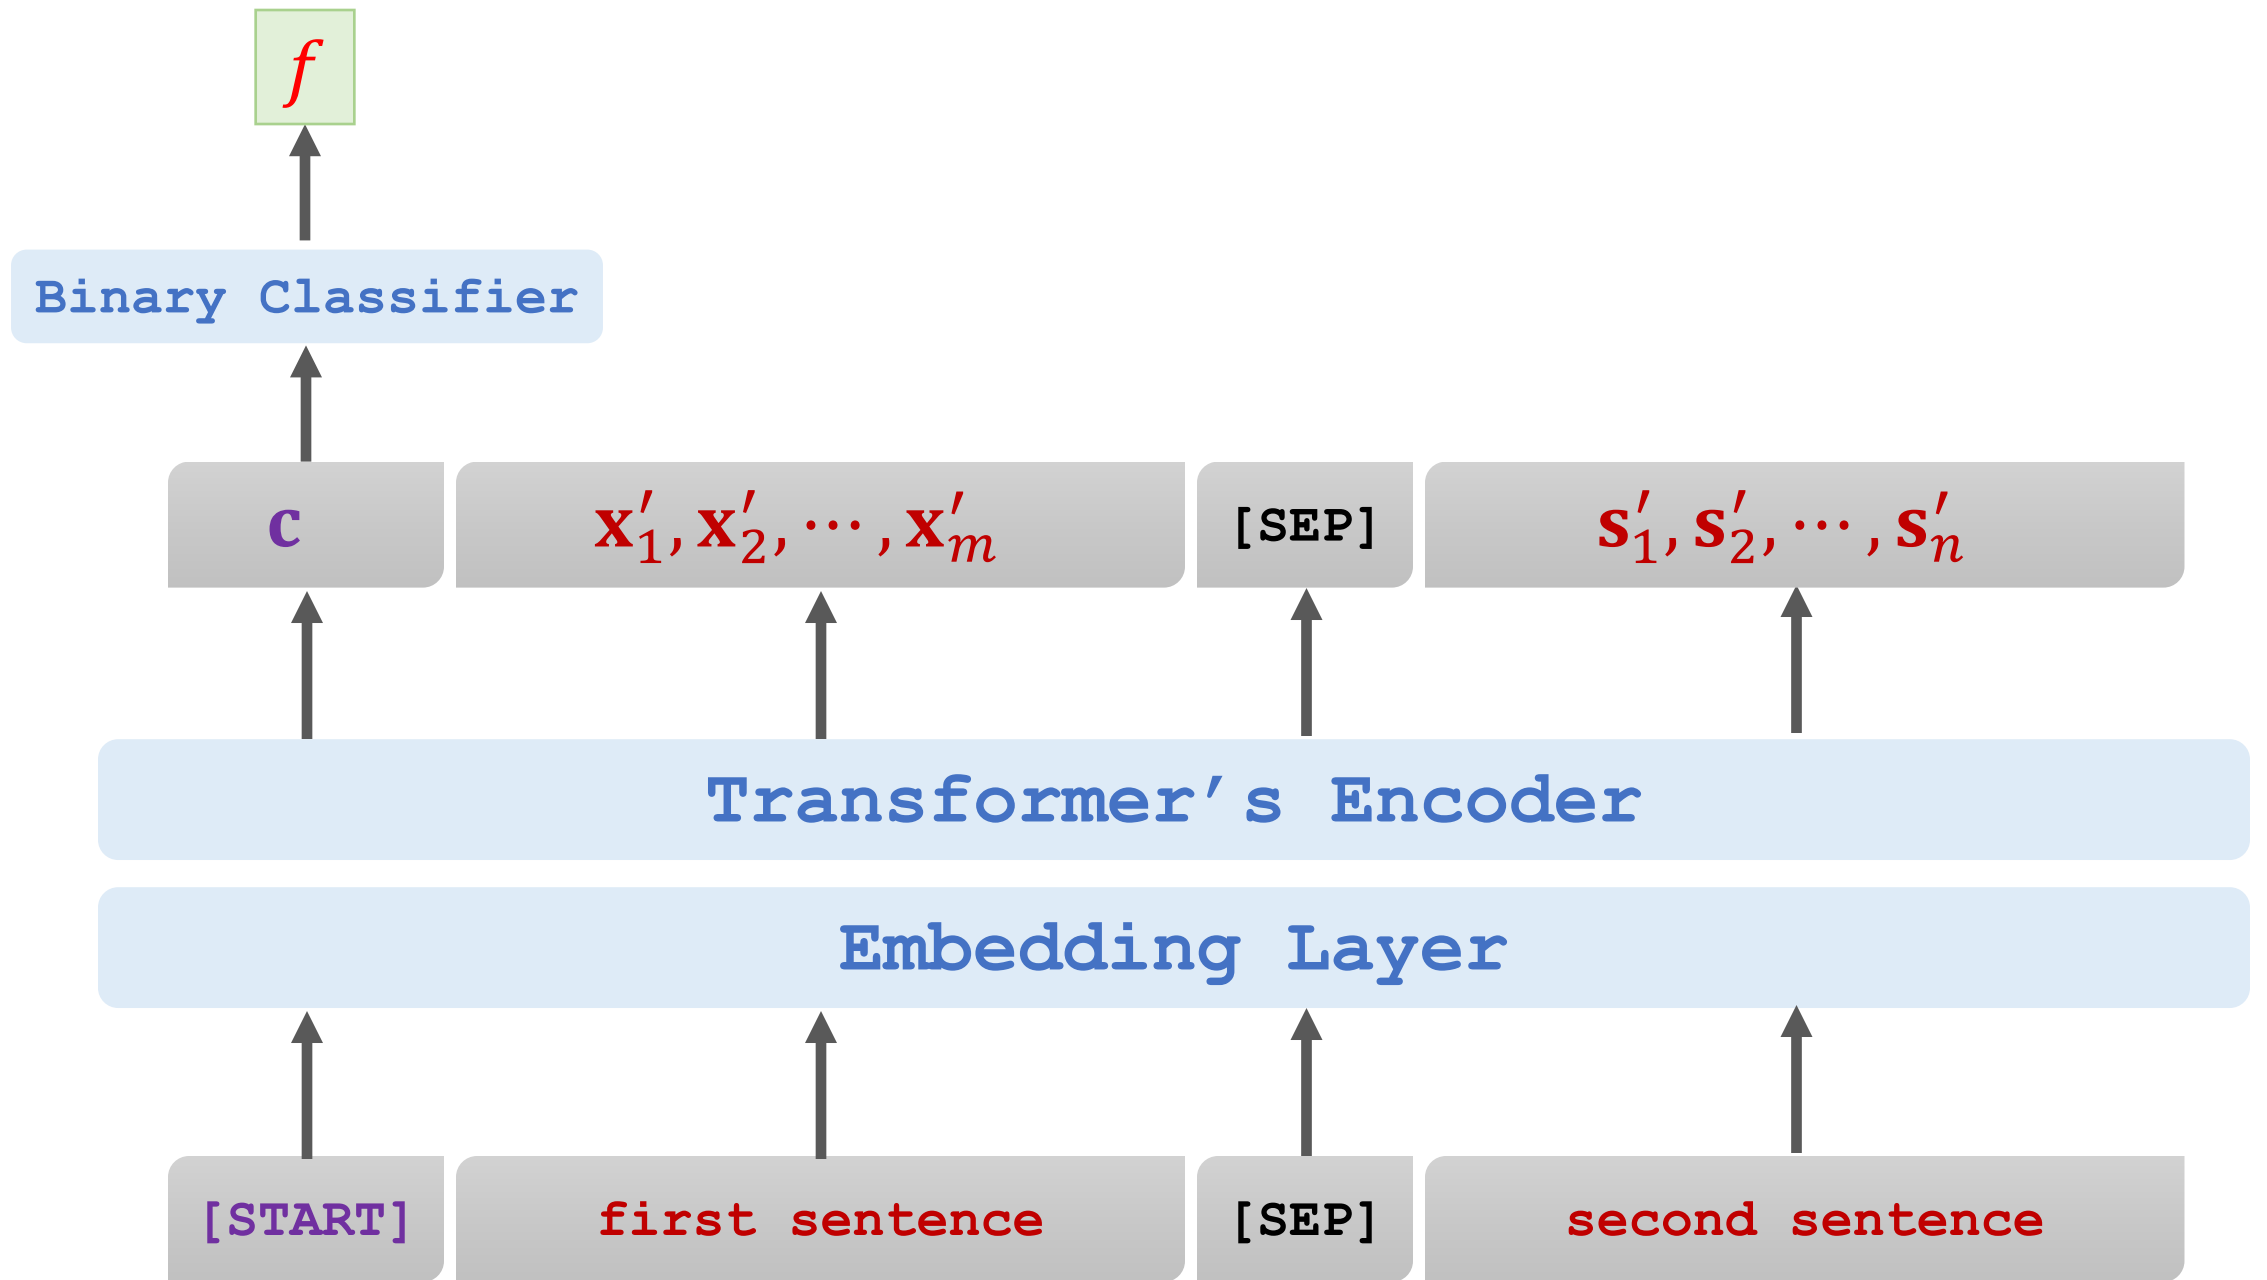 f
Binary Classifier
c x′₁, x′₂, ⋯, x′ₘ [SEP] s′₁, s′₂, ⋯, s′ₙ
Transformer’s Encoder
Embedding Layer
[START] first sentence [SEP] second sentence